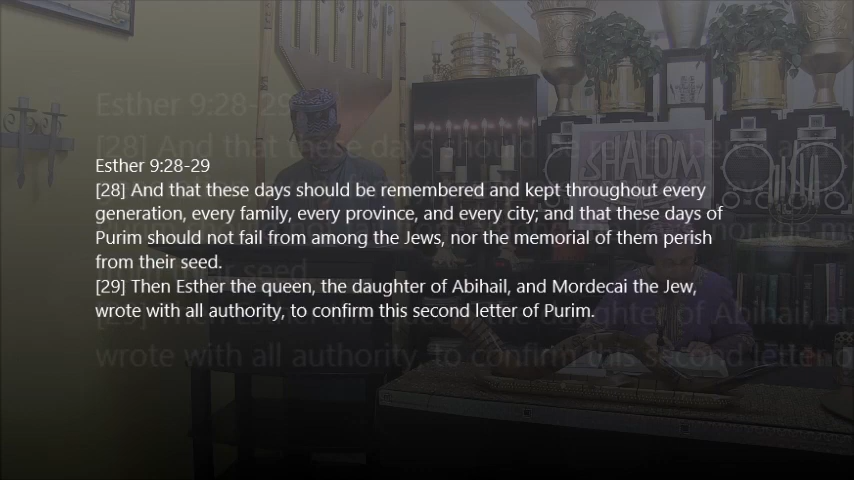 Esther 9:28-29
[28] And that these days should be remembered and kept throughout every
generation, every family, every province, and every city; and that these days of
Purim should not fail from among the Jews, nor the memorial of them perish
from their seed.
[29] Then Esther the queen, the daughter of Abihail, and Mordecai the Jew,
wrote with all authority, to confirm this second letter of Purim.
SHALOM